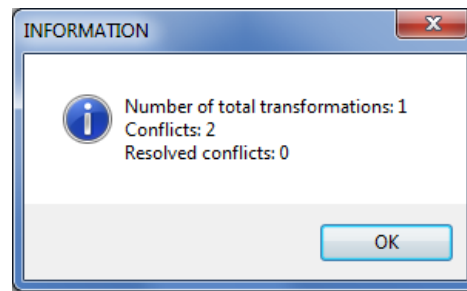 INFORMATION
Number of total transformations: 1
Conflicts: 2
Resolved conflicts: 0
OK